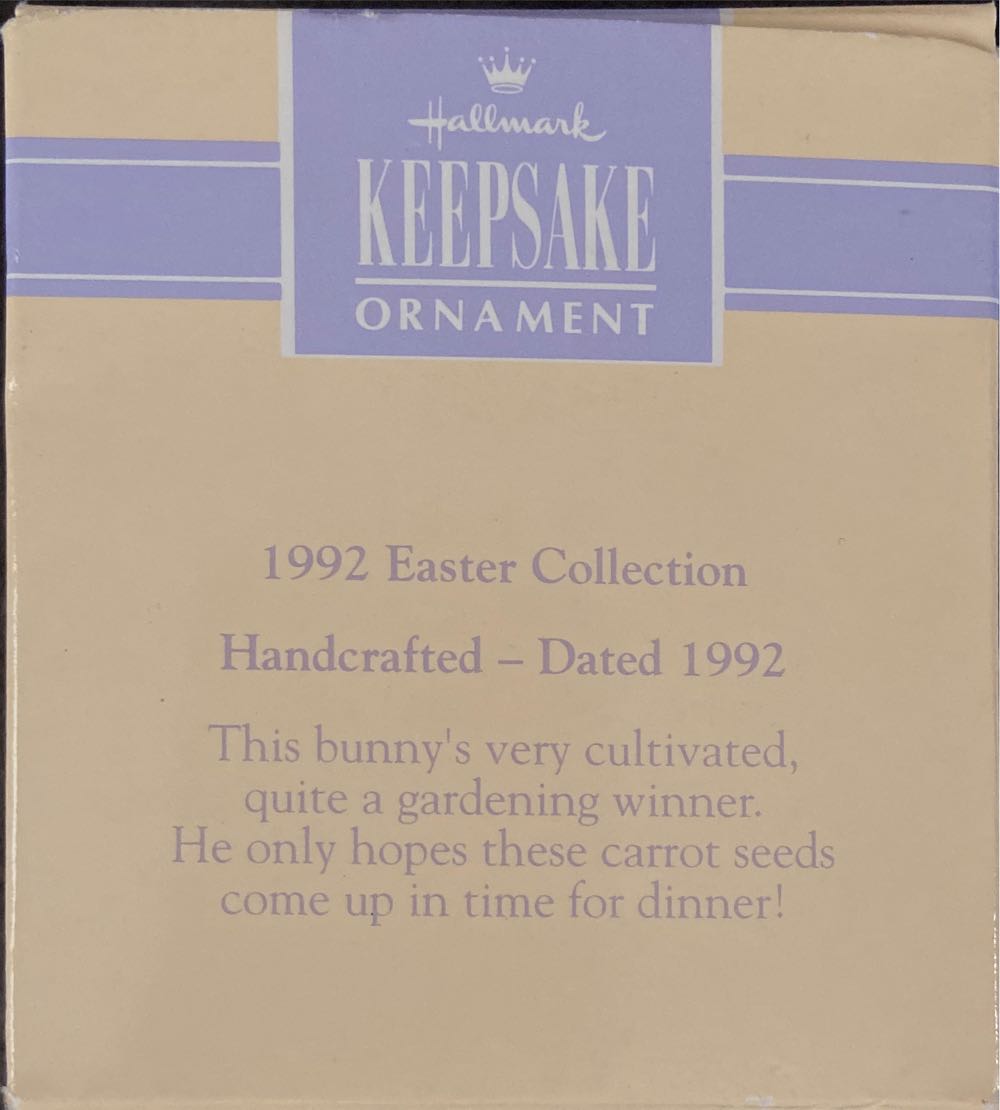 Hallmark
KEEPSAKE
ORNAMENT
1992 Easter Collection
Handcrafted – Dated 1992
This bunny's very cultivated,
quite a gardening winner.
He only hopes these carrot seeds
come up in time for dinner!